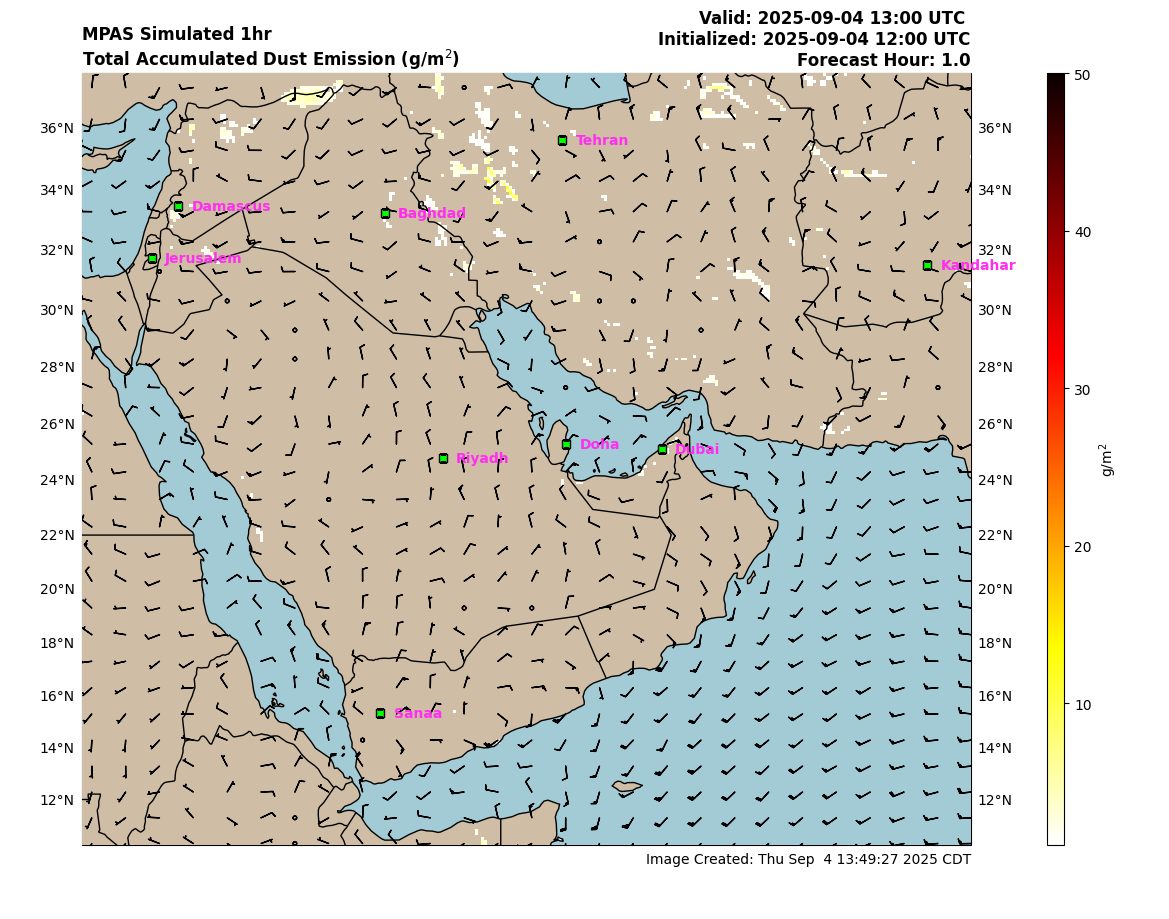 MPAS Simulated 1hr
Total Accumulated Dust Emission (g/m²)
Valid: 2025-09-04 13:00 UTC
Initialized: 2025-09-04 12:00 UTC
Forecast Hour: 1.0
36°N
34°N
32°N
30°N
28°N
26°N
24°N
22°N
20°N
18°N
16°N
14°N
12°N
Tehran
Damascus
Baghdad
Jerusalem
Kandahar
Doha
Dubai
Riyadh
Sanaa
36°N
34°N
32°N
30°N
28°N
26°N
24°N
22°N
20°N
18°N
16°N
14°N
12°N
50
40
30
20
10
g/m²
Image Created: Thu Sep  4 13:49:27 2025 CDT